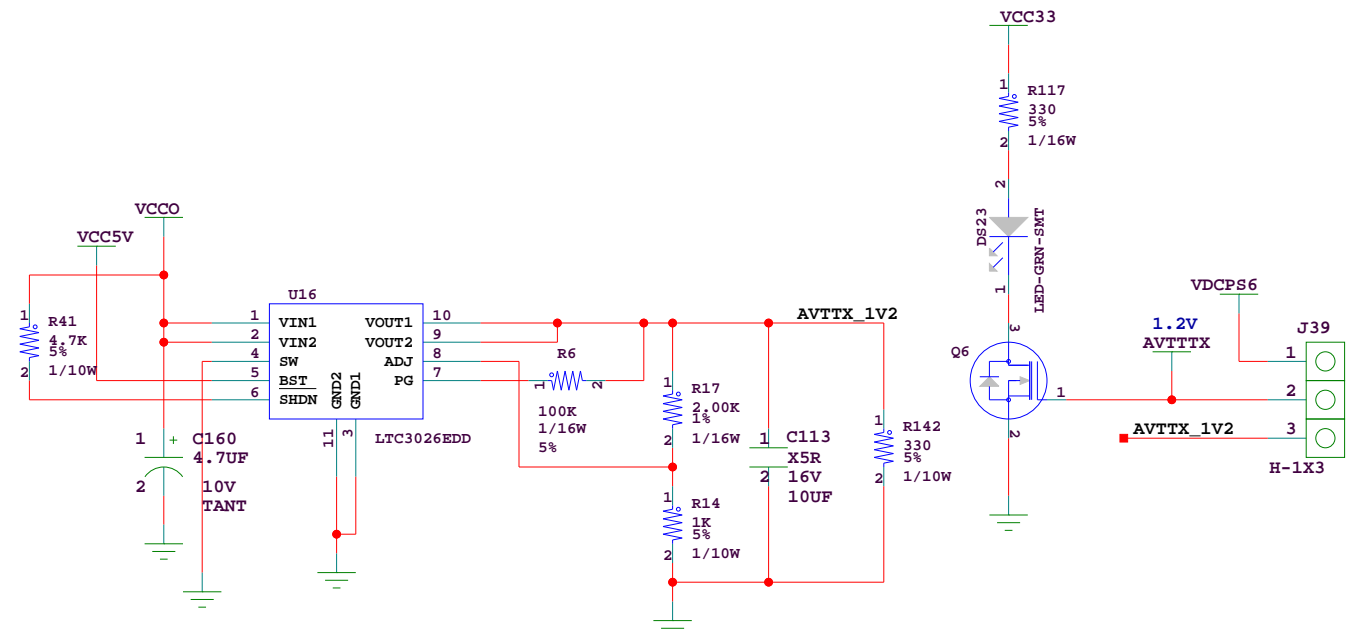 VCC33
1
R117
330
5%
1/16W
2
2
DS23
LED-GRN-SMT
1
VCCO
VCC5V
1
R41
4.7K
5%
1/10W
2
U16
1 VIN1 VOUT1 10
2 VIN2 VOUT2 9
4 SW ADJ 8
5 BST PG 7
6 SHDN
GND2
GND1
11
3
LTC3026EDD
1 + C160
4.7UF
2 10V
TANT
R6
1 2
100K
1/16W
5%
AVTTX_1V2
1
R17
2.00K
1%
2 1/16W
1
R14
1K
5%
2 1/10W
1 C113
X5R
2 16V
10UF
1
R142
330
5%
2 1/10W
3
Q6
1
2
1.2V
AVTTTX
VDCPS6
J39
1
2
3
AVTTX_1V2
H-1X3